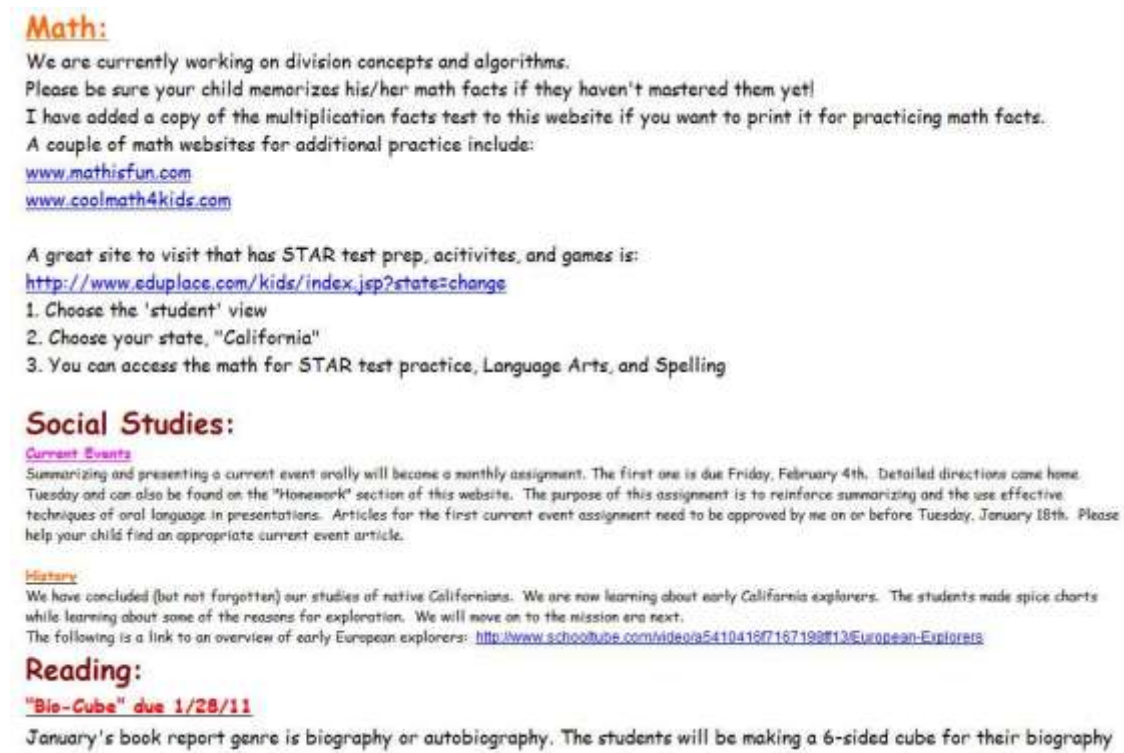 Math:
We are currently working on division concepts and algorithms.
Please be sure your child memorizes his/her math facts if they haven't mastered them yet!
I have added a copy of the multiplication facts test to this website if you want to print it for practicing math facts.
A couple of math websites for additional practice include:
www.mathisfun.com
www.coolmath4kids.com
A great site to visit that has STAR test prep, acitivites, and games is:
http://www.eduplace.com/kids/index.jsp?state=change
1. Choose the 'student' view
2. Choose your state, "California"
3. You can access the math for STAR test practice, Language Arts, and Spelling
Social Studies:
Current Events
Summarizing and presenting a current event orally will become a monthly assignment. The first one is due Friday, February 4th. Detailed directions came home
Tuesday and can also be found on the "Homework" section of this website. The purpose of this assignment is to reinforce summarizing and the use effective
techniques of oral language in presentations. Articles for the first current event assignment need to be approved by me on or before Tuesday, January 18th. Please
help your child find an appropriate current event article.
History
We have concluded (but not forgotten) our studies of native Californians. We are now learning about early California explorers. The students made spice charts
while learning about some of the reasons for exploration. We will move on to the mission era next.
The following is a link to an overview of early European explorers: http://www.schooltube.com/video/a5410416f7167198ff13/European-Explorers
Reading:
"Bio-Cube" due 1/28/11
January's book report genre is biography or autobiography. The students will be making a 6-sided cube for their biography